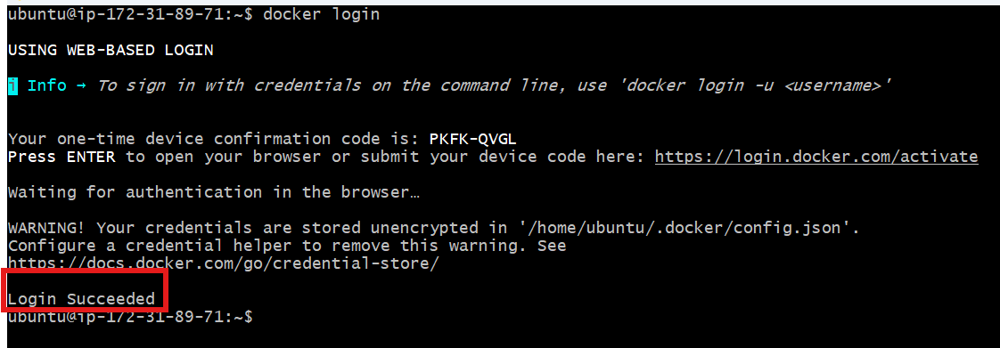 ubuntu@ip-172-31-89-71:~$ docker login
USING WEB-BASED LOGIN
i Info → To sign in with credentials on the command line, use 'docker login -u <username>'
Your one-time device confirmation code is: PKFK-QVGL
Press ENTER to open your browser or submit your device code here: https://login.docker.com/activate
Waiting for authentication in the browser…
WARNING! Your credentials are stored unencrypted in '/home/ubuntu/.docker/config.json'.
Configure a credential helper to remove this warning. See
https://docs.docker.com/go/credential-store/
Login Succeeded
ubuntu@ip-172-31-89-71:~$